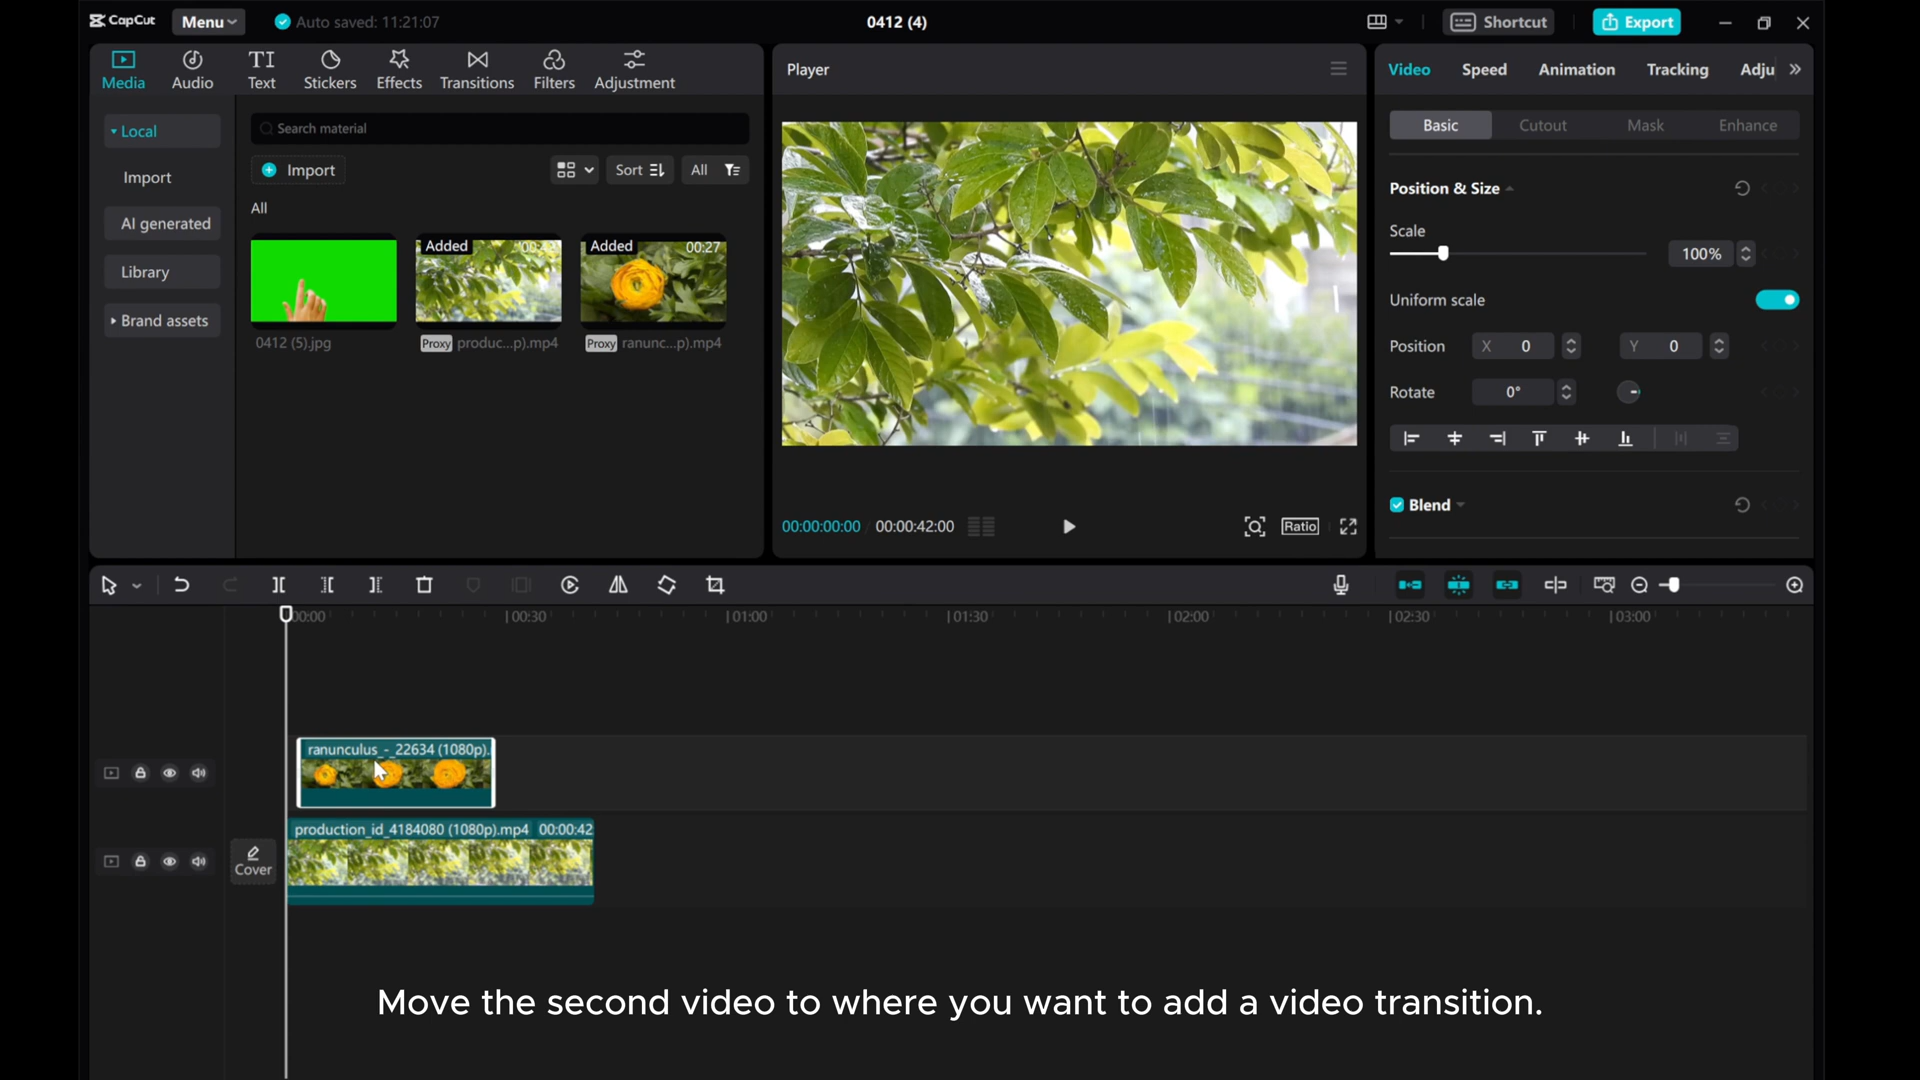 CapCut
Menu
Auto saved: 11:21:07
0412 (4)
Shortcut
Export
Media
Audio
TI
Text
Stickers
Effects
Transitions
Filters
Adjustment
Local
Import
AI generated
Library
Brand assets
Search material
Import
Sort
All
All
Added
Added
00:27
0412 (5).jpg
Proxy produc...p).mp4
Proxy ranunc...p).mp4
Player
00:00:00:00
00:00:42:00
Ratio
Video
Speed
Animation
Tracking
Adju
Basic
Cutout
Mask
Enhance
Position & Size
Scale
100%
Uniform scale
Position
X 0
Y 0
Rotate
0°
Blend
00:00
00:30
01:00
01:30
02:00
02:30
03:00
ranunculus_-_22634 (1080p).
production_id_4184080 (1080p).mp4 00:00:42
Cover
Move the second video to where you want to add a video transition.